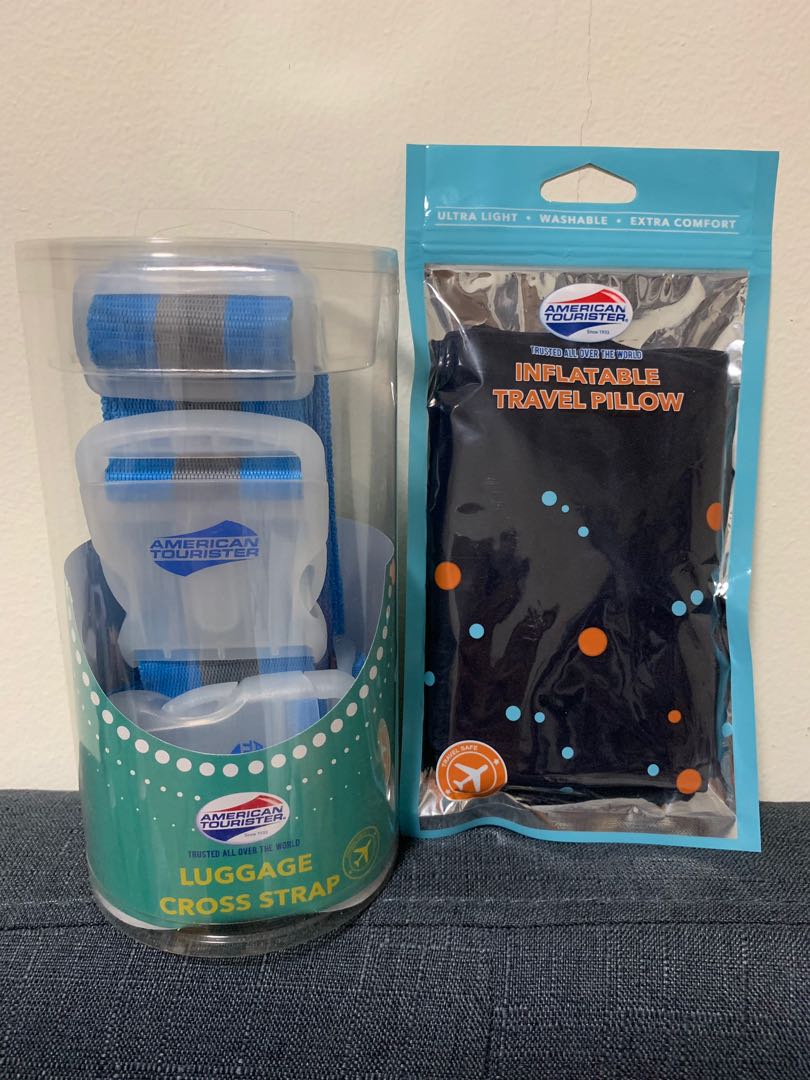 AMERICAN
TOURISTER
AMERICAN
TOURISTER®
Since 1933
TRUSTED ALL OVER THE WORLD
LUGGAGE
CROSS STRAP
ULTRA LIGHT • WASHABLE • EXTRA COMFORT
AMERICAN
TOURISTER®
Since 1933
TRUSTED ALL OVER THE WORLD
INFLATABLE
TRAVEL PILLOW
TRAVEL SAFE